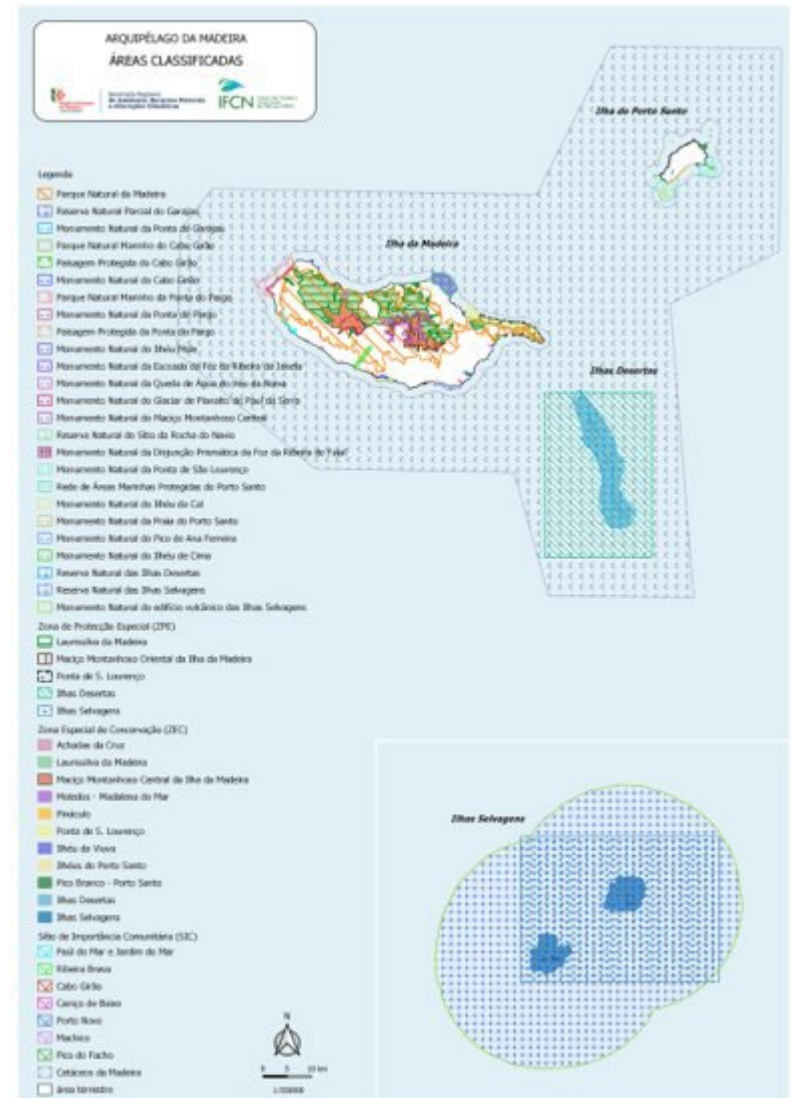 ARQUIPÉLAGO DA MADEIRA
ÁREAS CLASSIFICADAS
IFCN
Ilha do Porto Santo
Ilha da Madeira
Ilhas Desertas
Ilhas Selvagens
Legenda
Parque Natural da Madeira
Reserva Natural Parcial do Garajau
Monumento Natural da Ponta do Garajau
Parque Natural Marinho do Cabo Girão
Paisagem Protegida do Cabo Girão
Monumento Natural do Cabo Girão
Parque Natural Marinho da Ponta do Pargo
Monumento Natural da Ponta do Pargo
Paisagem Protegida da Ponta do Pargo
Monumento Natural do Ilhéu Mole
Monumento Natural da Escoada da Foz da Ribeira da Janela
Monumento Natural da Queda de Água do Véu da Noiva
Monumento Natural do Glaciar de Planalto do Paul da Serra
Monumento Natural do Maciço Montanhoso Central
Reserva Natural do Sítio da Rocha do Navio
Monumento Natural da Disjunção Prismática da Foz da Ribeira do Faial
Monumento Natural da Ponta de São Lourenço
Rede de Áreas Marinhas Protegidas do Porto Santo
Monumento Natural do Ilhéu da Cal
Monumento Natural da Praia do Porto Santo
Monumento Natural do Pico de Ana Ferreira
Monumento Natural do Ilhéu de Cima
Reserva Natural das Ilhas Desertas
Reserva Natural das Ilhas Selvagens
Monumento Natural do edifício vulcânico das Ilhas Selvagens
Zona de Protecção Especial (ZPE)
Laurissilva da Madeira
Maciço Montanhoso Oriental da Ilha da Madeira
Ponta de S. Lourenço
Ilhas Desertas
Ilhas Selvagens
Zona Especial de Conservação (ZEC)
Achadas da Cruz
Laurissilva da Madeira
Maciço Montanhoso Central da Ilha da Madeira
Moledos - Madalena do Mar
Pináculo
Ponta de S. Lourenço
Ilhéu da Viúva
Ilhéus do Porto Santo
Pico Branco - Porto Santo
Ilhas Desertas
Ilhas Selvagens
Sítio de Importância Comunitária (SIC)
Paúl do Mar e Jardim do Mar
Ribeira Brava
Cabo Girão
Caniço de Baixo
Porto Novo
Machico
Pico do Facho
Cetáceos da Madeira
área terrestre
N
0 5 10 km